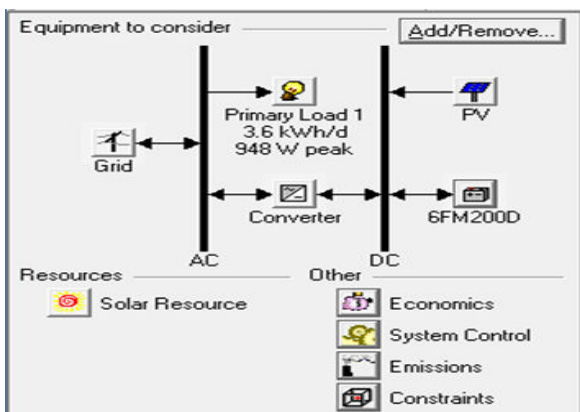 Equipment to consider
Add/Remove...
Primary Load 1
3.6 kWh/d
948 W peak
PV
Grid
Converter
6FM200D
AC
DC
Resources
Other
Solar Resource
Economics
System Control
Emissions
Constraints